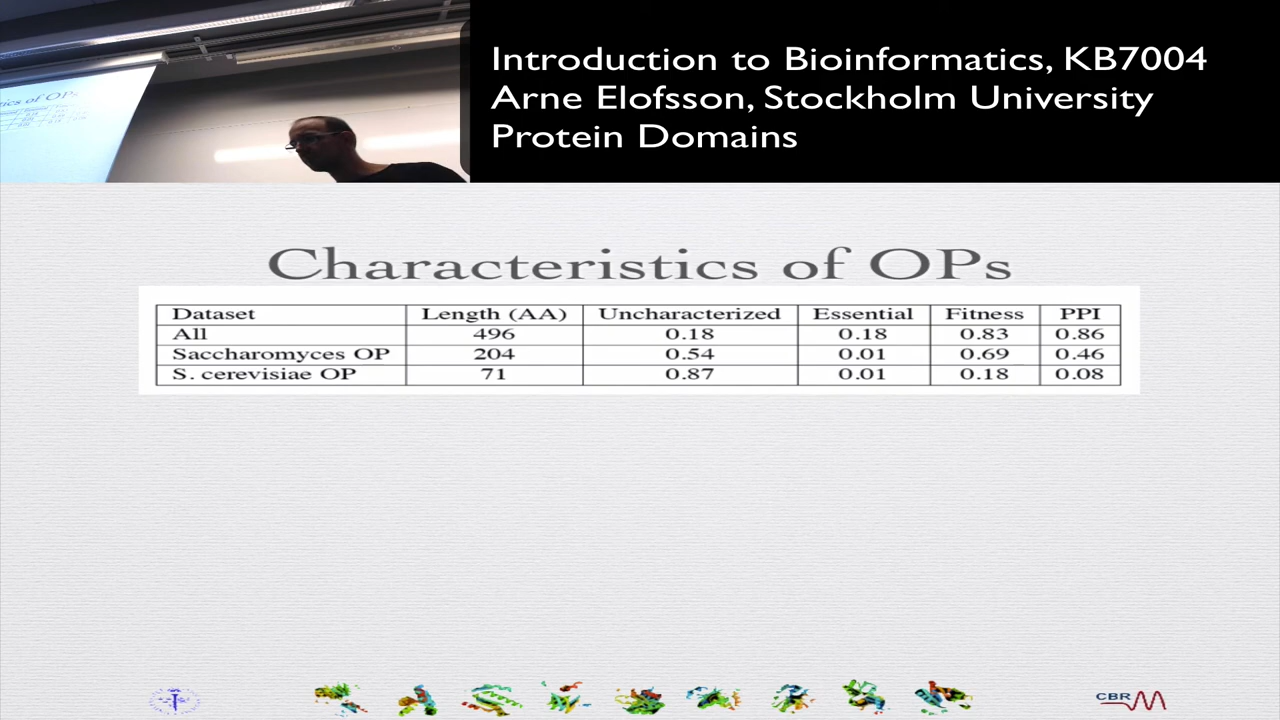 Introduction to Bioinformatics, KB7004
Arne Elofsson, Stockholm University
Protein Domains
Characteristics of OPs
Dataset Length (AA) Uncharacterized Essential Fitness PPI
All 496 0.18 0.18 0.83 0.86
Saccharomyces OP 204 0.54 0.01 0.69 0.46
S. cerevisiae OP 71 0.87 0.01 0.18 0.08
CBR